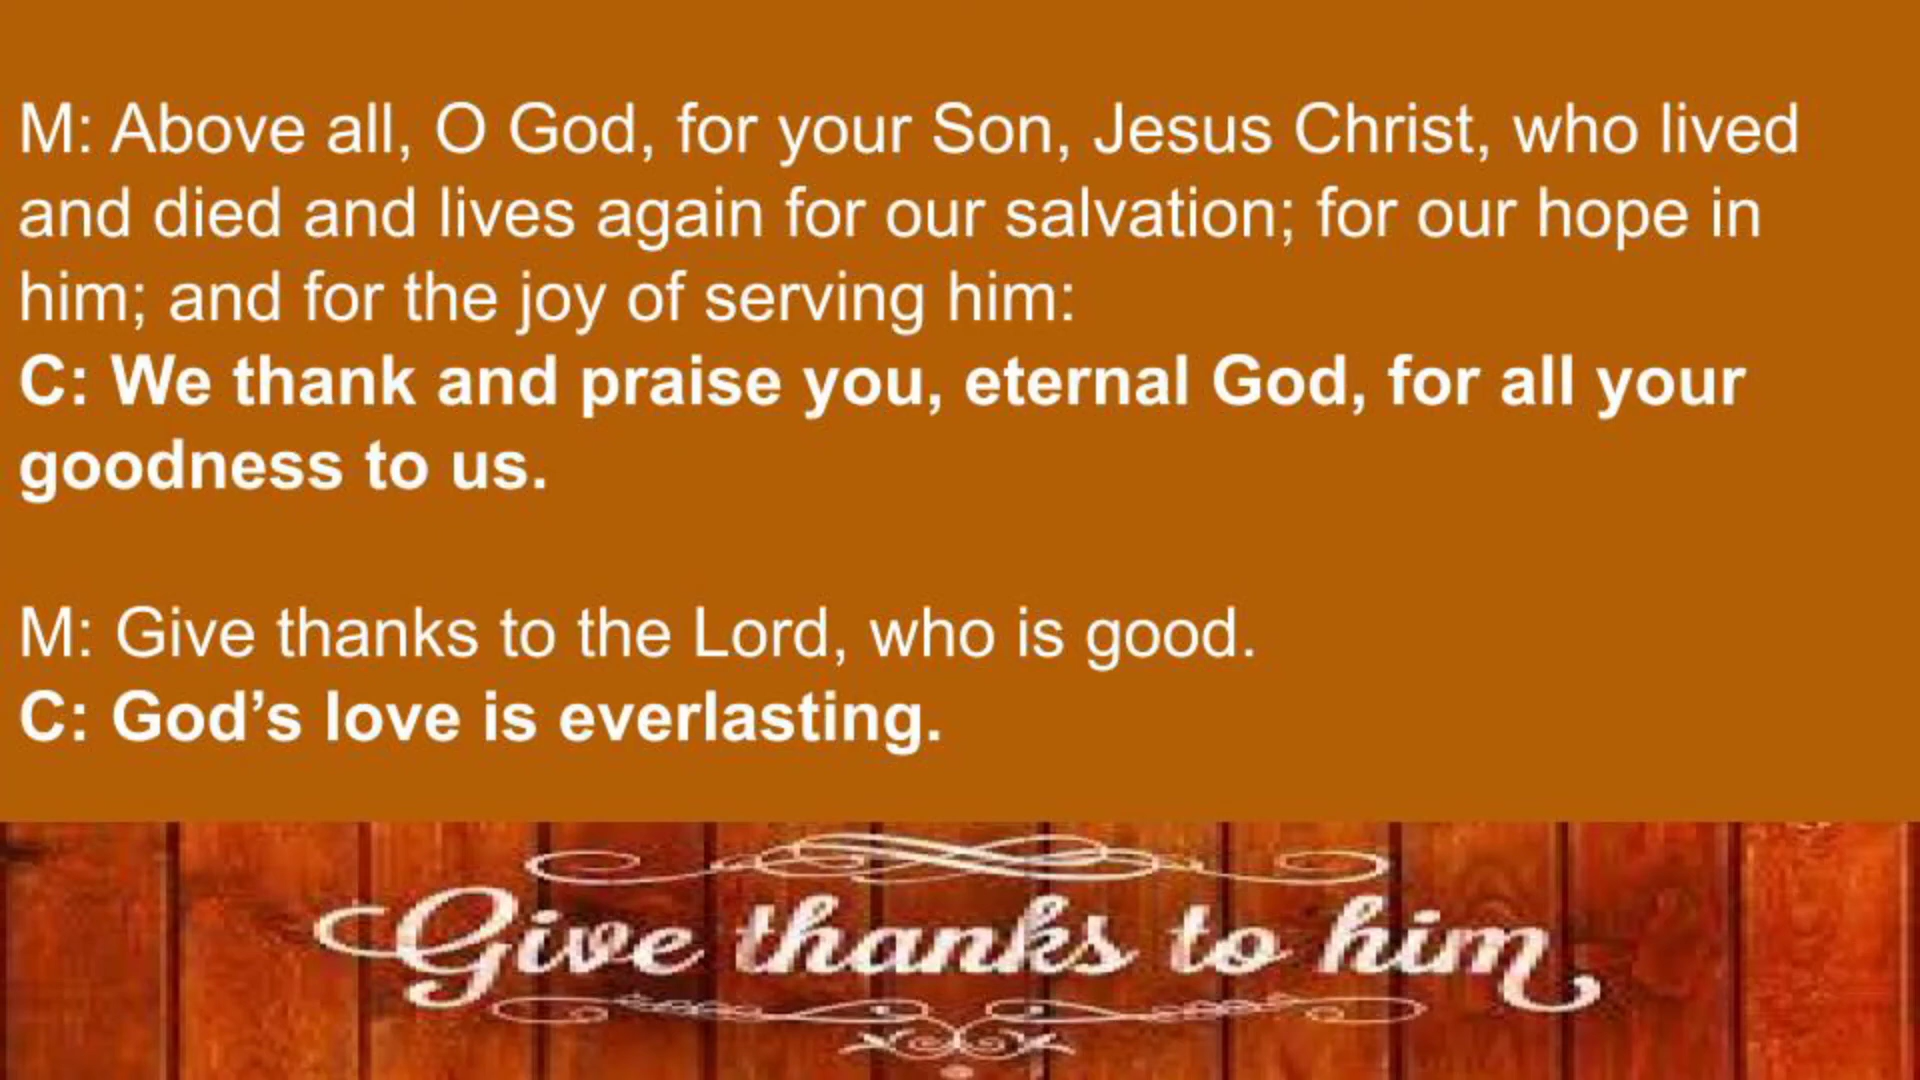 M: Above all, O God, for your Son, Jesus Christ, who lived
and died and lives again for our salvation; for our hope in
him; and for the joy of serving him:
C: We thank and praise you, eternal God, for all your
goodness to us.
M: Give thanks to the Lord, who is good.
C: God’s love is everlasting.
Give thanks to him